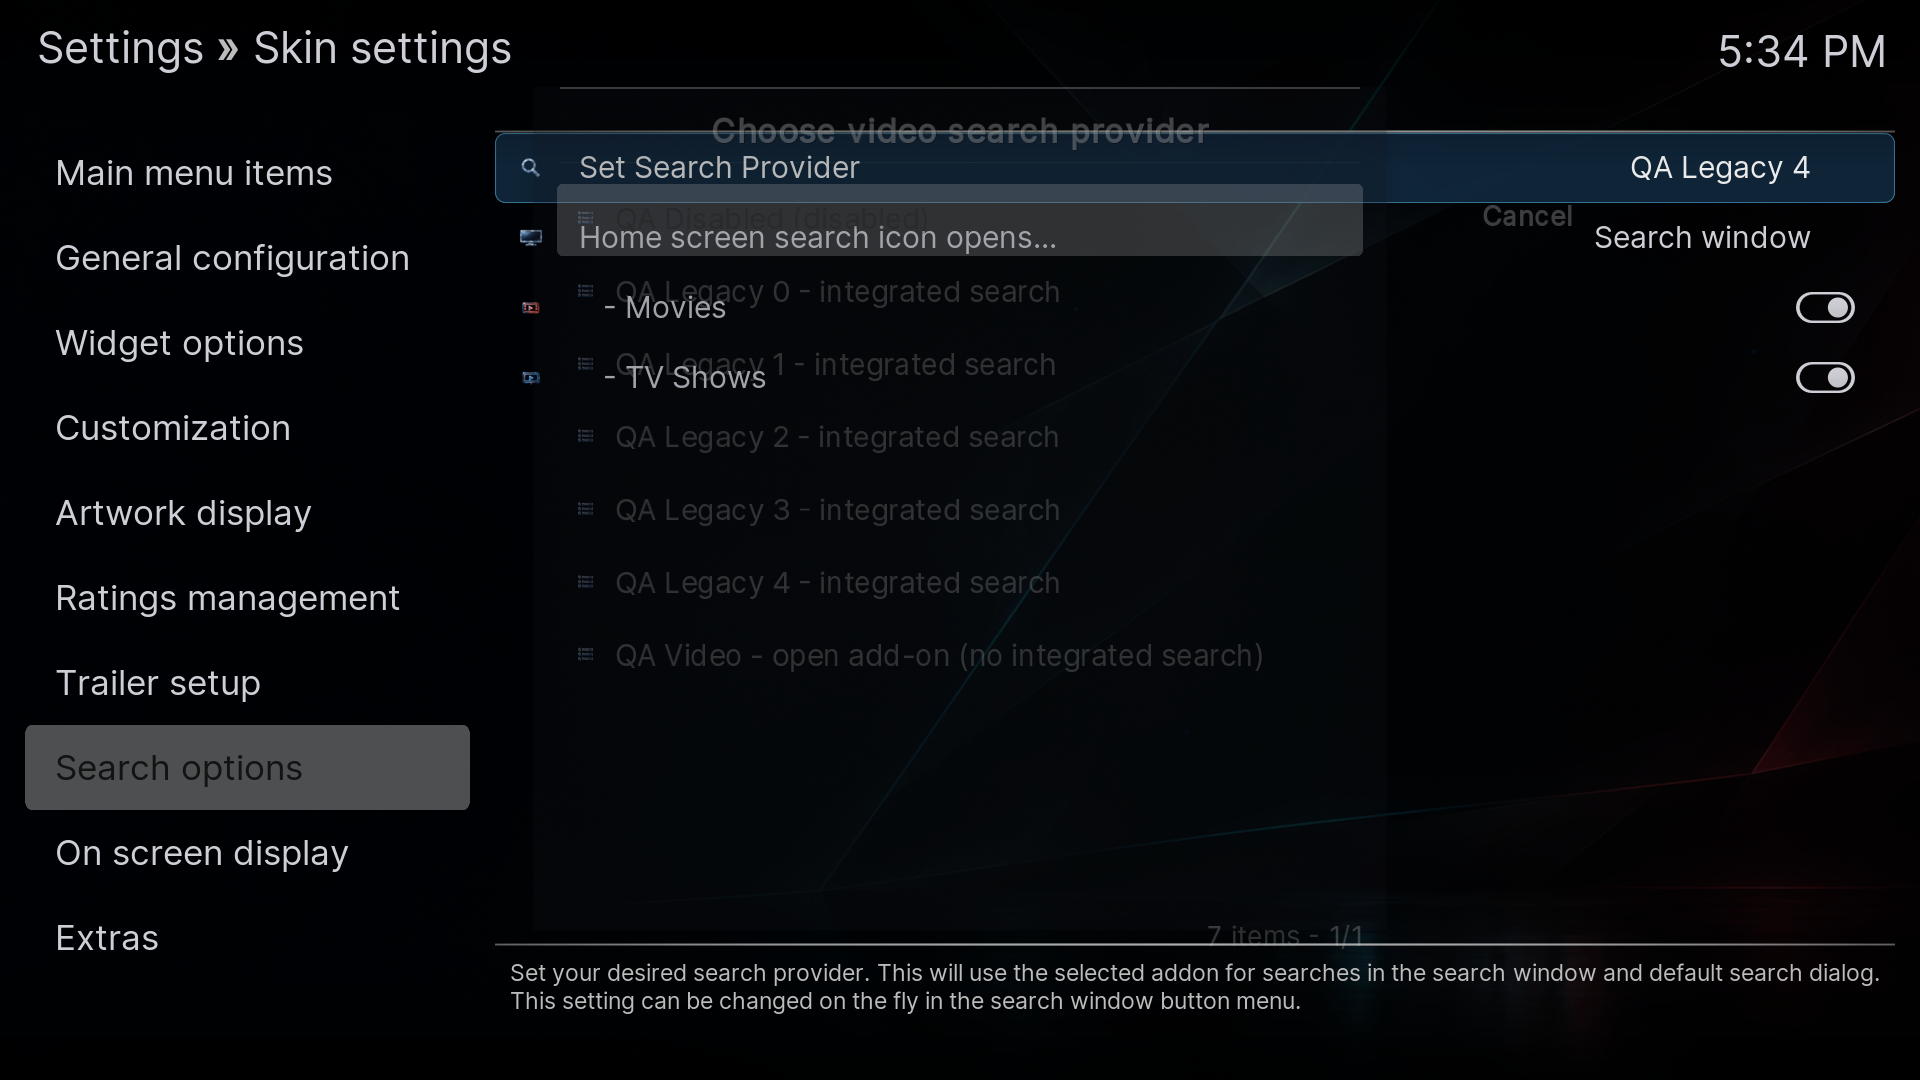 Settings » Skin settings
5:34 PM
Main menu items
General configuration
Widget options
Customization
Artwork display
Ratings management
Trailer setup
Search options
On screen display
Extras
Choose video search provider
Set Search Provider
QA Legacy 4
QA Disabled (disabled)
Cancel
Home screen search icon opens...
Search window
QA Legacy 0 - integrated search
- Movies
QA Legacy 1 - integrated search
- TV Shows
QA Legacy 2 - integrated search
QA Legacy 3 - integrated search
QA Legacy 4 - integrated search
QA Video - open add-on (no integrated search)
7 items - 1/1
Set your desired search provider. This will use the selected addon for searches in the search window and default search dialog.
This setting can be changed on the fly in the search window button menu.